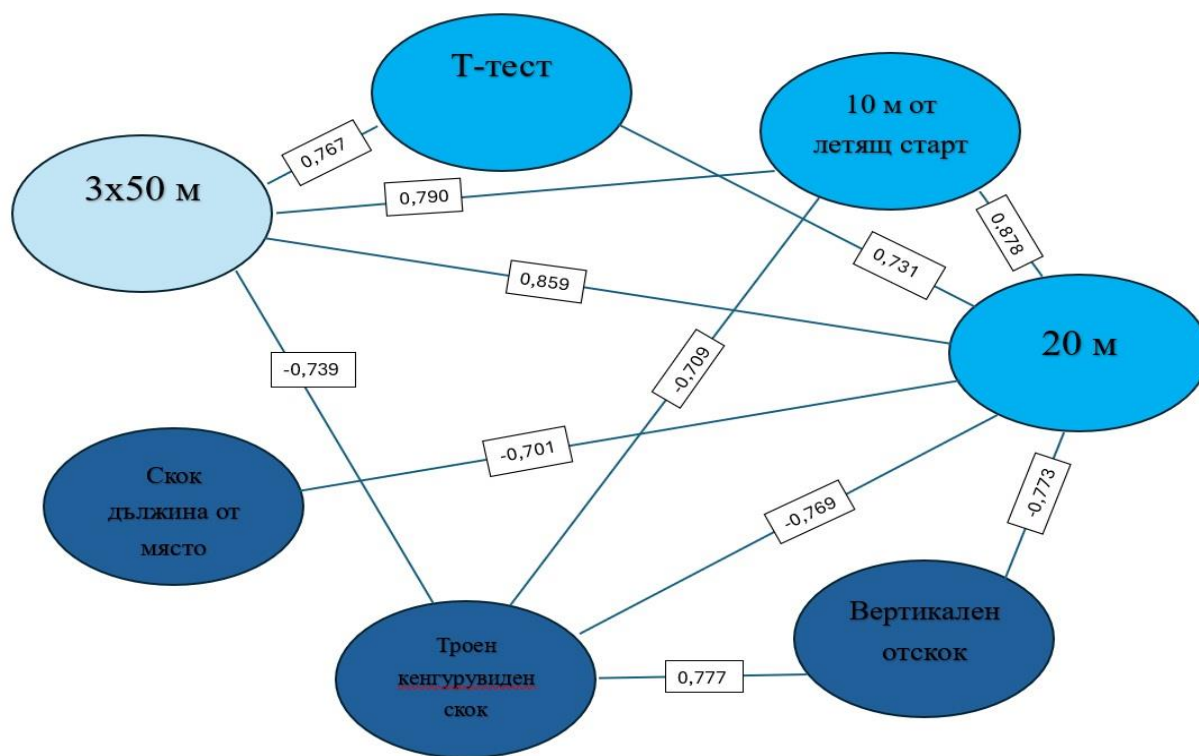 Т-тест
10 м от
летящ старт
0,767
3x50 м
0,790
0,878
0,731
0,859
20 м
-0,739
-0,709
-0,701
Скок
дължина от
място
-0,769
-0,773
Вертикален
отскок
Троен
кенгурувиден
скок
0,777